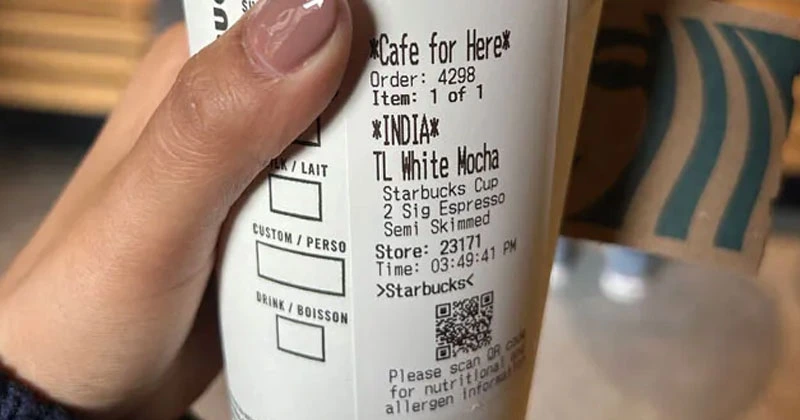 *Cafe for Here*
Order: 4298
Item: 1 of 1
*INDIA*
TL White Mocha
Starbucks Cup
2 Sig Espresso
Semi Skimmed
Store: 23171
Time: 03:49:41 PM
>Starbucks<
Please scan QR code
for nutritional
allergen information
/ LAIT
CUSTOM / PERSO
DRINK / BOISSON